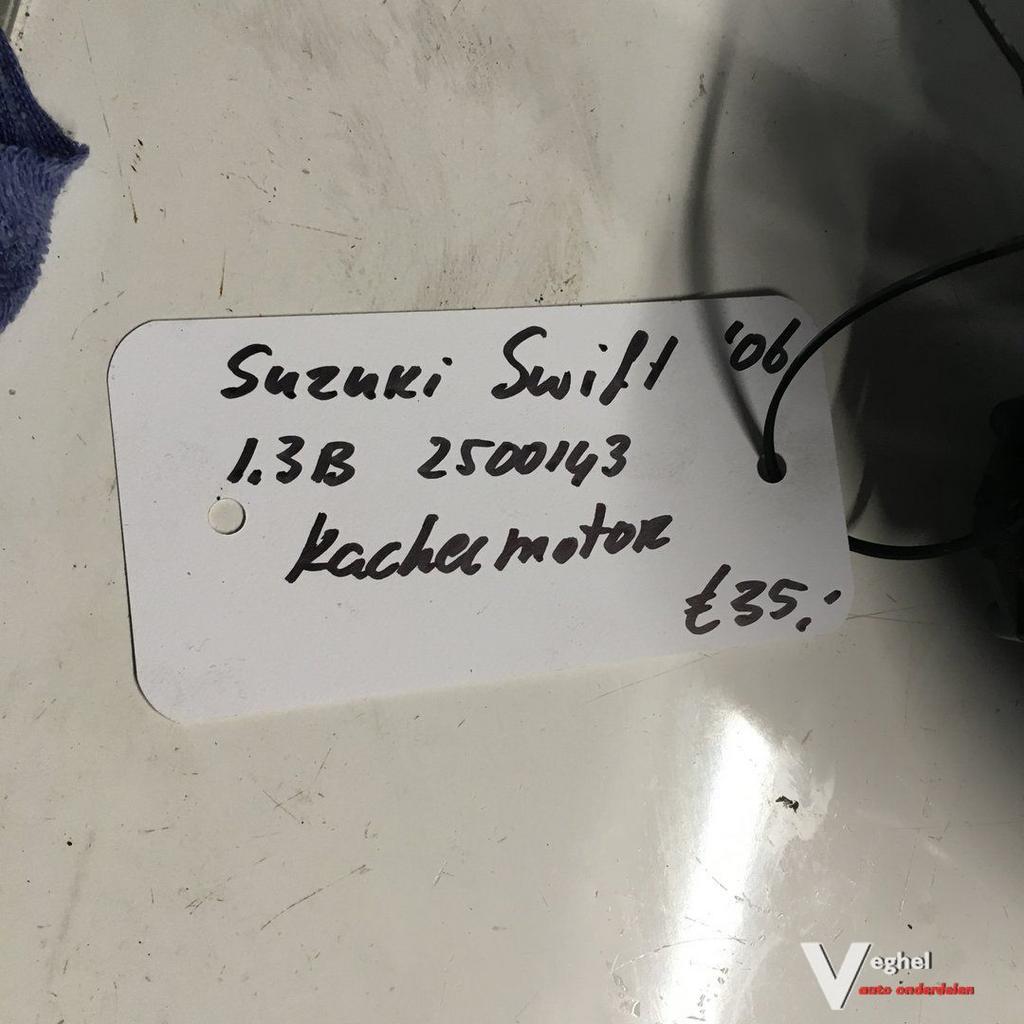 Suzuki Swift '06
1.3B 2500143
kachelmotor
€35,-
Veghel
auto onderdelen